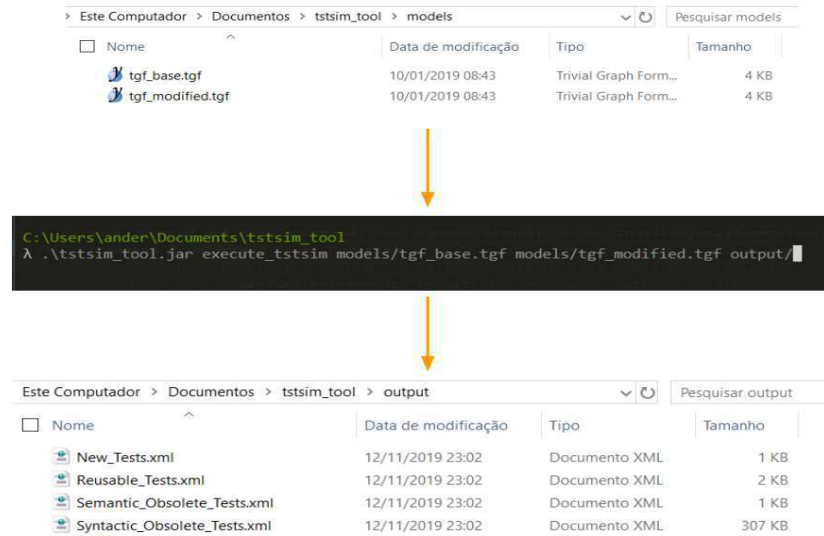 Este Computador > Documentos > tstsim_tool > models Pesquisar models
Nome Data de modificação Tipo Tamanho
tgf_base.tgf 10/01/2019 08:43 Trivial Graph Form... 4 KB
tgf_modified.tgf 10/01/2019 08:43 Trivial Graph Form... 4 KB
C:\Users\ander\Documents\tstsim_tool
λ .\tstsim_tool.jar execute_tstsim models/tgf_base.tgf models/tgf_modified.tgf output/
Este Computador > Documentos > tstsim_tool > output Pesquisar output
Nome Data de modificação Tipo Tamanho
New_Tests.xml 12/11/2019 23:02 Documento XML 1 KB
Reusable_Tests.xml 12/11/2019 23:02 Documento XML 2 KB
Semantic_Obsolete_Tests.xml 12/11/2019 23:02 Documento XML 1 KB
Syntactic_Obsolete_Tests.xml 12/11/2019 23:02 Documento XML 307 KB